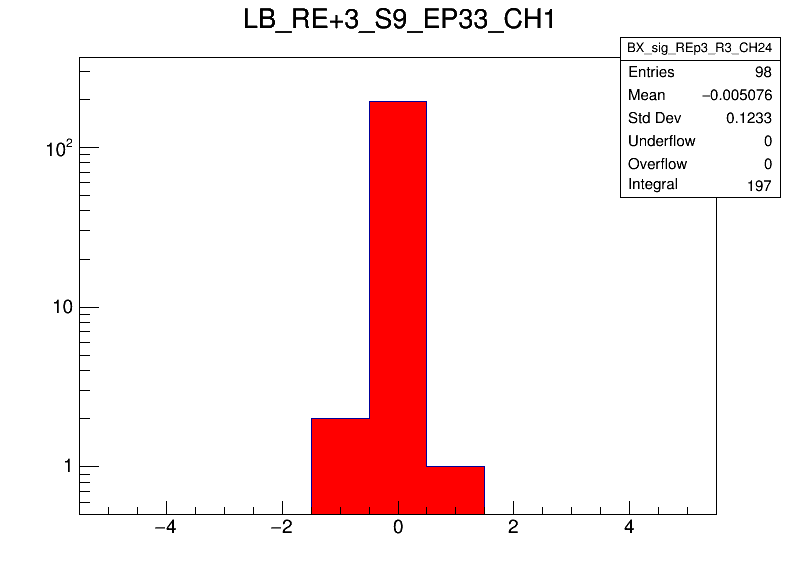 LB_RE+3_S9_EP33_CH1
BX_sig_REp3_R3_CH24
Entries 98
Mean −0.005076
Std Dev 0.1233
Underflow 0
Overflow 0
Integral 197
10²
10
1
−4 −2 0 2 4